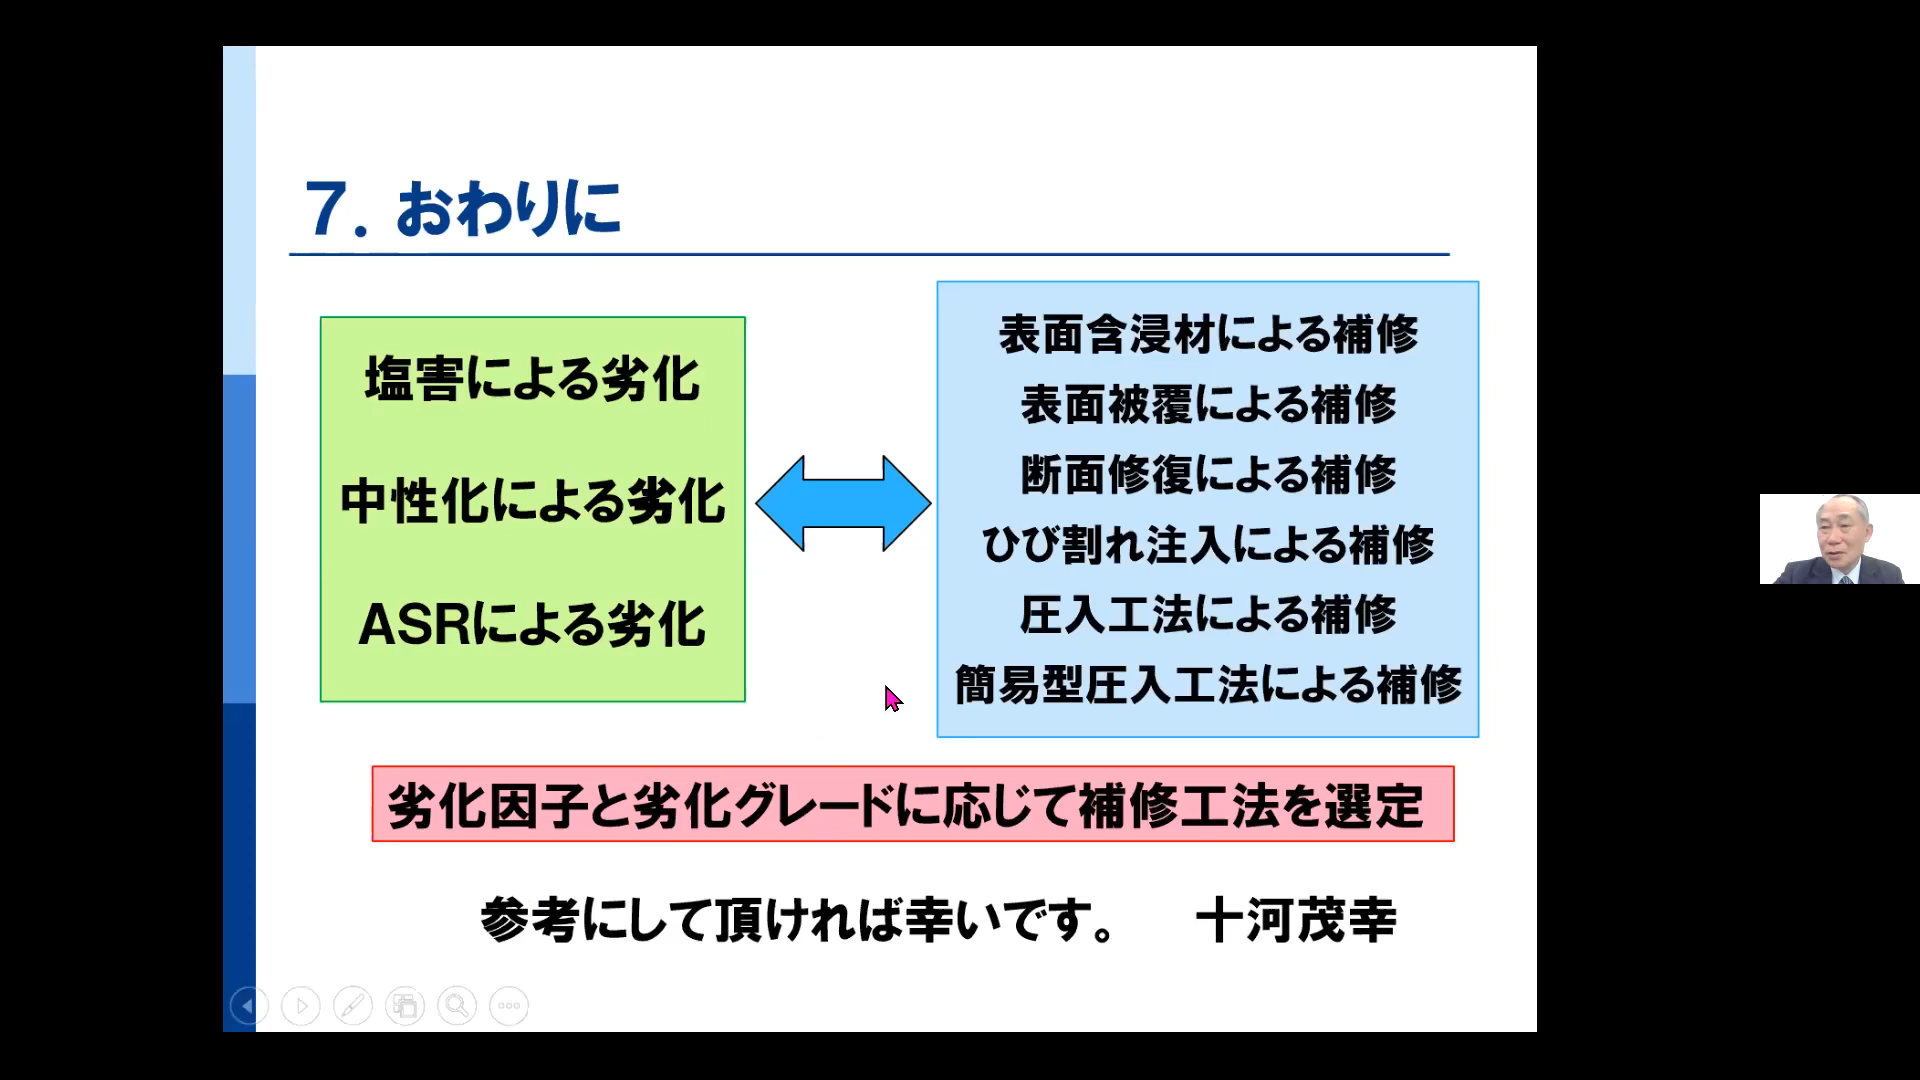 ７．おわりに
塩害による劣化
中性化による劣化
ASRによる劣化
表面含浸材による補修
表面被覆による補修
断面修復による補修
ひび割れ注入による補修
圧入工法による補修
簡易型圧入工法による補修
劣化因子と劣化グレードに応じて補修工法を選定
参考にして頂ければ幸いです。　十河茂幸